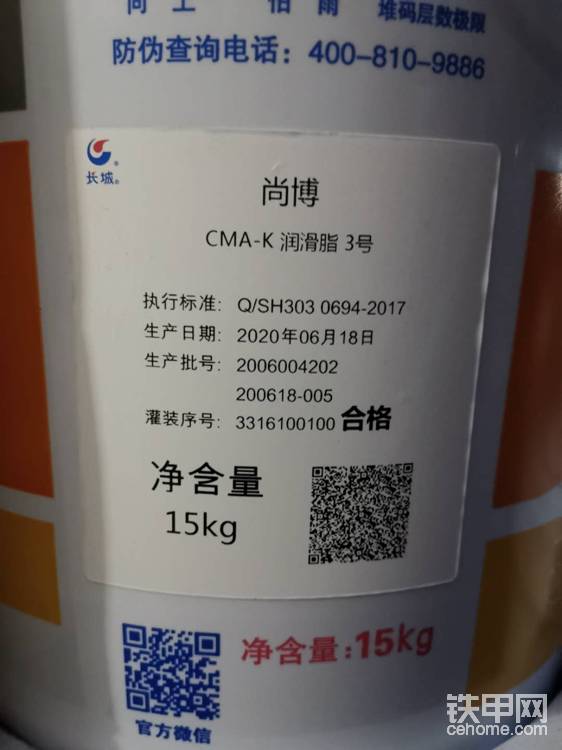 向上 怕雨 堆码层数极限
防伪查询电话：400-810-9886
长城®
尚博
CMA-K 润滑脂 3号
执行标准：Q/SH303 0694-2017
生产日期：2020年06月18日
生产批号：2006004202
200618-005
灌装序号：3316100100 合格
净含量
15kg
净含量:15kg
官方微信
铁甲网
cehome.com